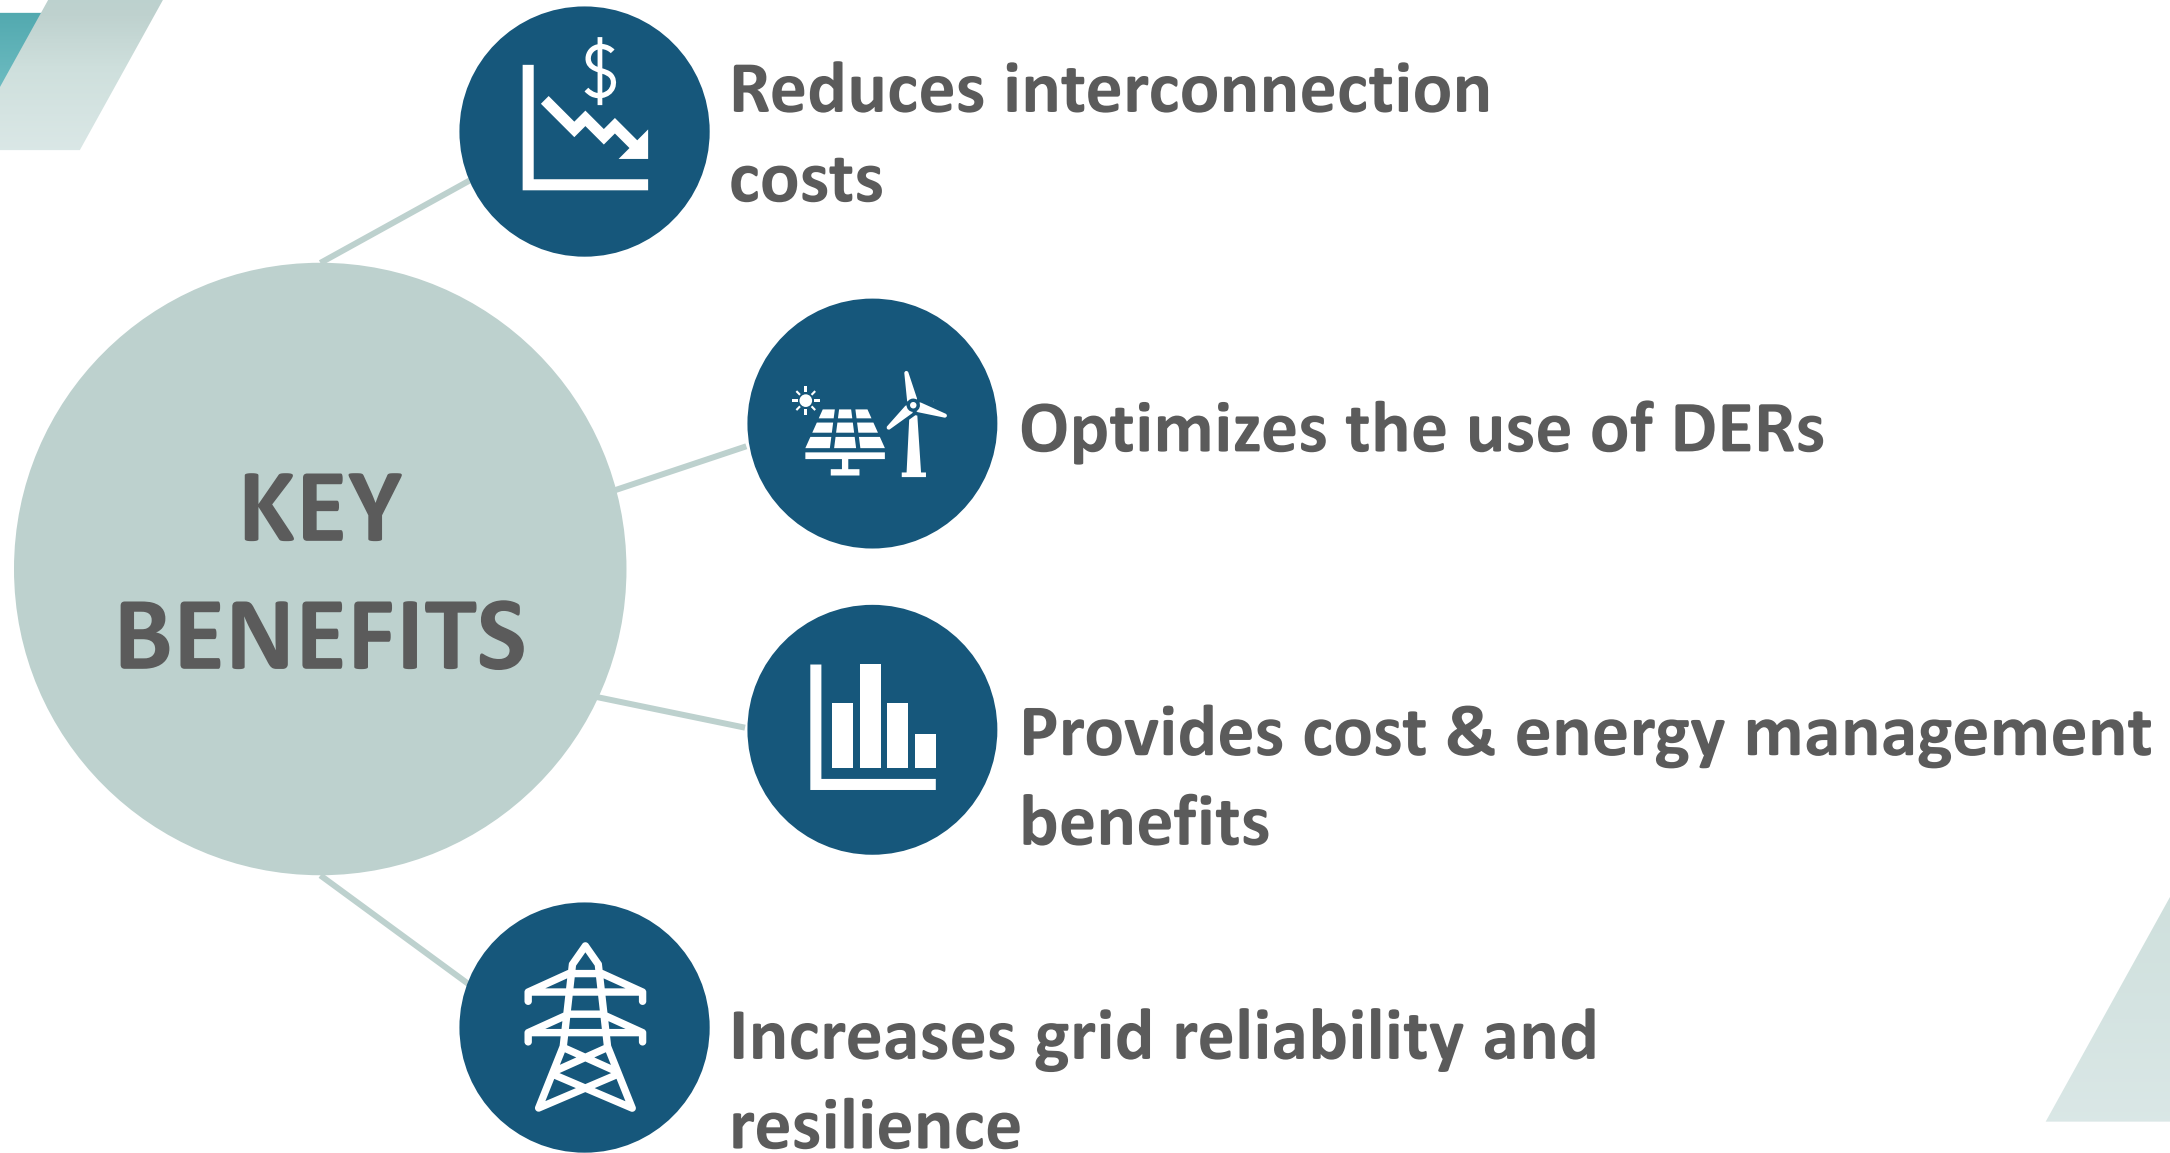 $
Reduces interconnection
costs
Optimizes the use of DERs
KEY
BENEFITS
Provides cost & energy management
benefits
Increases grid reliability and
resilience